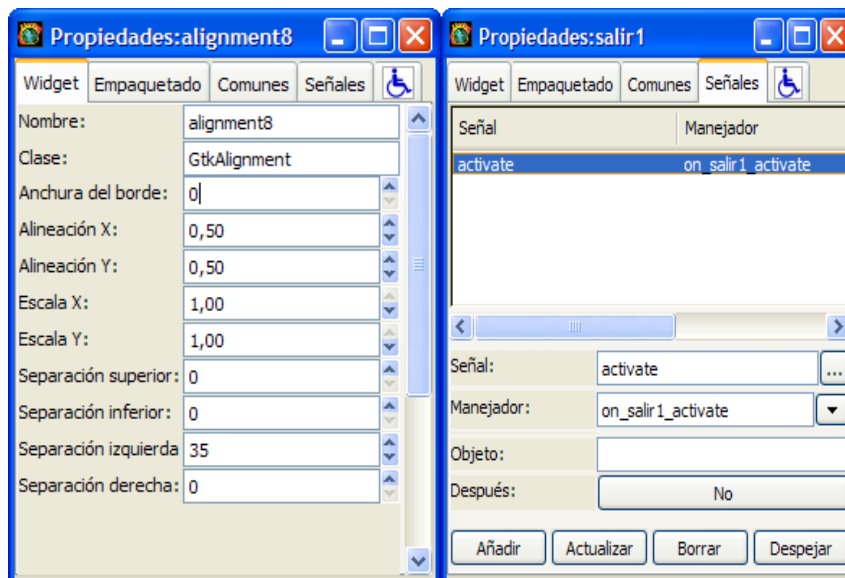 Propiedades:alignment8
Widget Empaquetado Comunes Señales
Nombre: alignment8
Clase: GtkAlignment
Anchura del borde: 0
Alineación X: 0,50
Alineación Y: 0,50
Escala X: 1,00
Escala Y: 1,00
Separación superior: 0
Separación inferior: 0
Separación izquierda 35
Separación derecha: 0
Propiedades:salir1
Widget Empaquetado Comunes Señales
Señal Manejador
activate on_salir1_activate
Señal: activate ...
Manejador: on_salir1_activate
Objeto:
Después: No
Añadir Actualizar Borrar Despejar